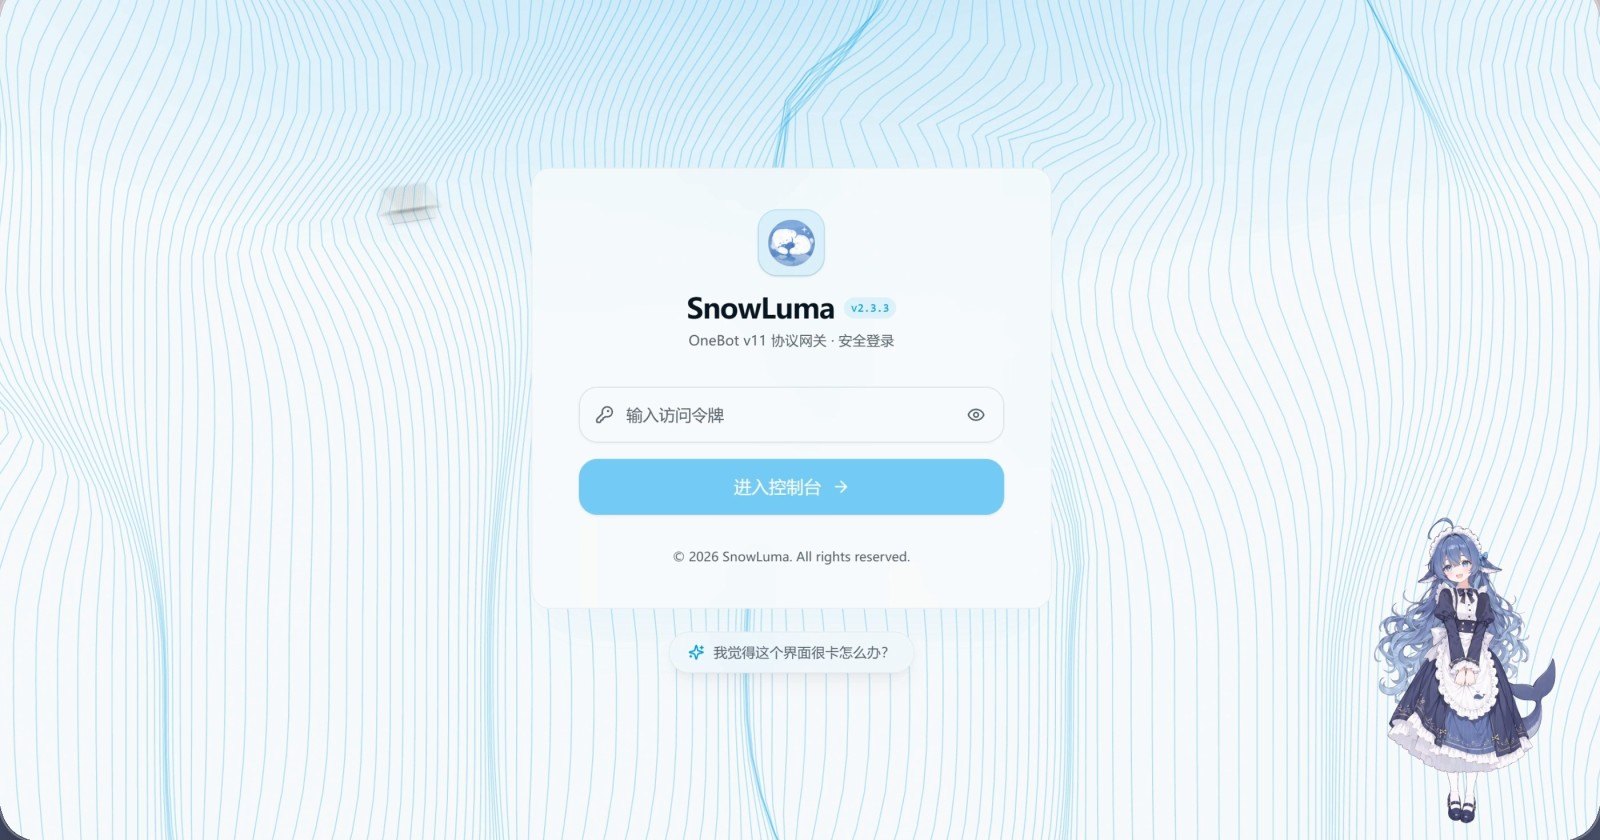 SnowLuma v2.3.3
OneBot v11 协议网关 · 安全登录
输入访问令牌
进入控制台 →
© 2026 SnowLuma. All rights reserved.
我觉得这个界面很卡怎么办?